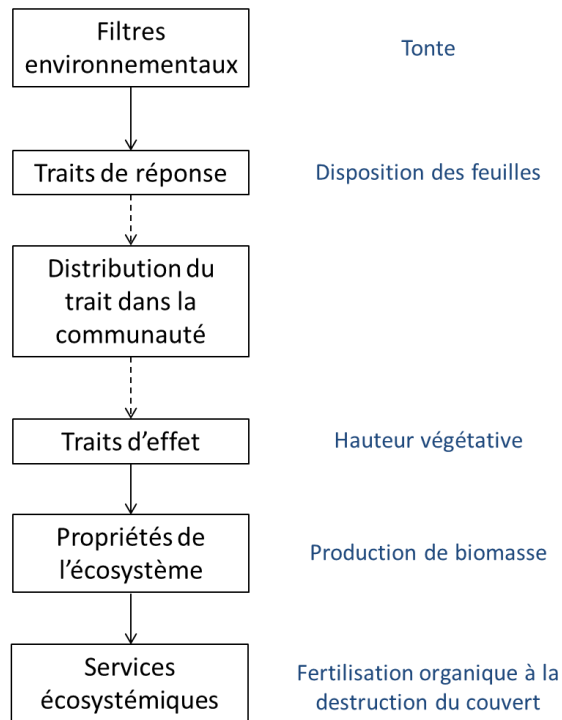 Filtres
environnementaux
Tonte
Traits de réponse
Disposition des feuilles
Distribution du
trait dans la
communauté
Traits d’effet
Hauteur végétative
Propriétés de
l’écosystème
Production de biomasse
Services
écosystémiques
Fertilisation organique à la
destruction du couvert